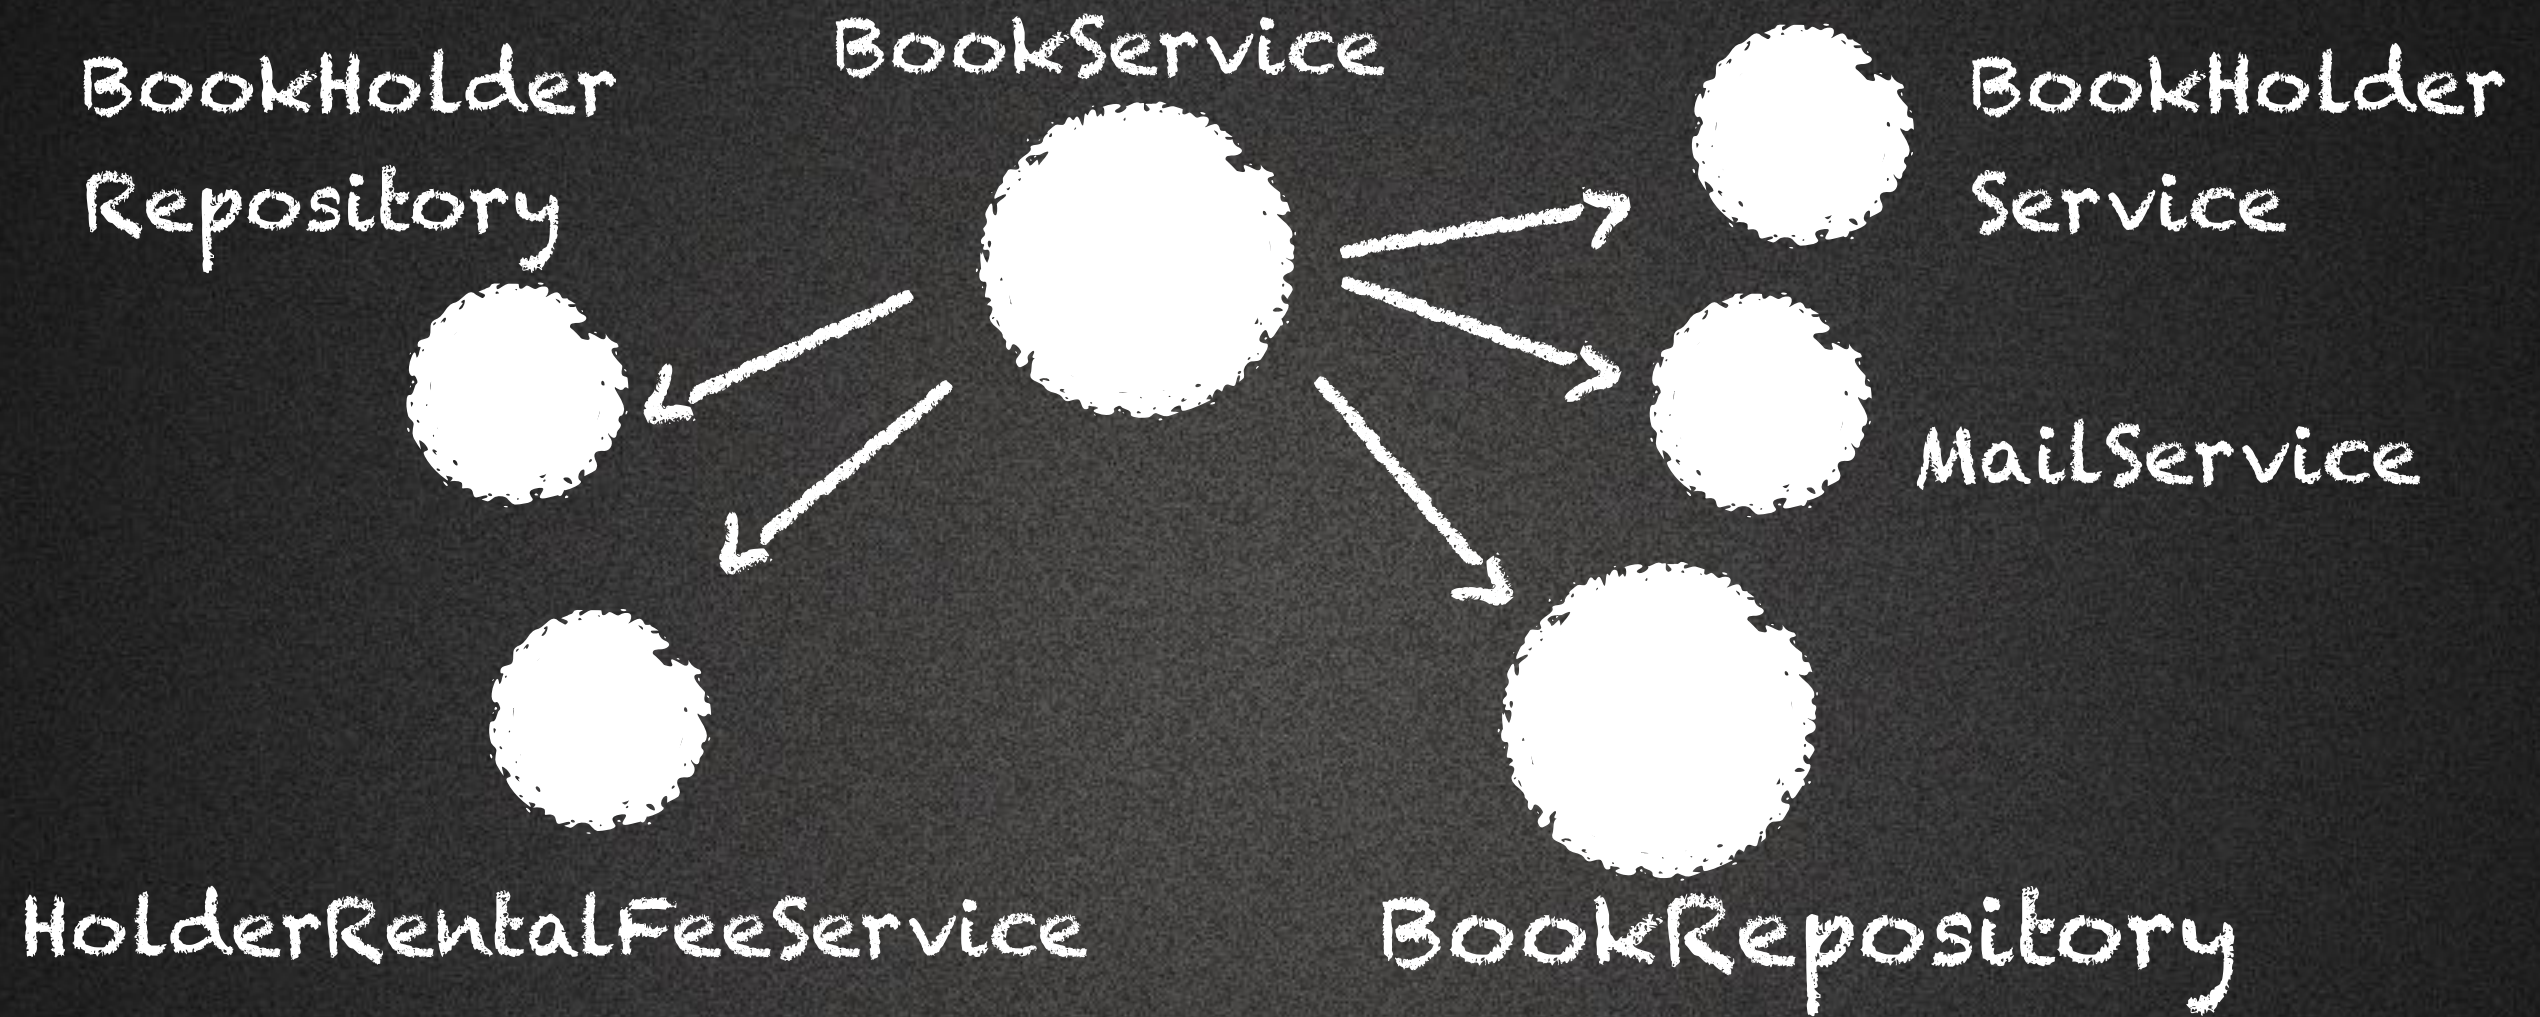 BookService
BookHolder
Repository
BookHolder
Service
MailService
HolderRentalFeeService
BookRepository